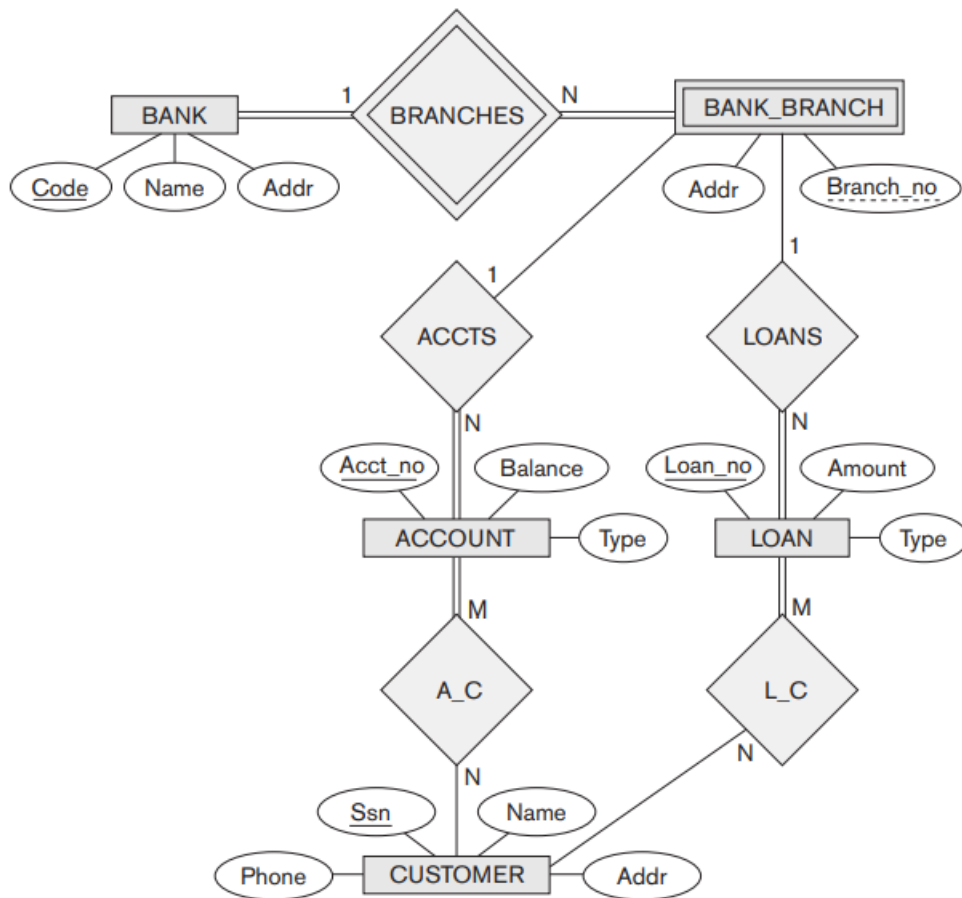 1
BRANCHES
N
BANK
BANK_BRANCH
Code
Name
Addr
Addr
Branch_no
1
1
ACCTS
LOANS
N
N
Acct_no
Balance
Loan_no
Amount
ACCOUNT
Type
LOAN
Type
M
M
A_C
L_C
N
N
Ssn
Name
Phone
CUSTOMER
Addr